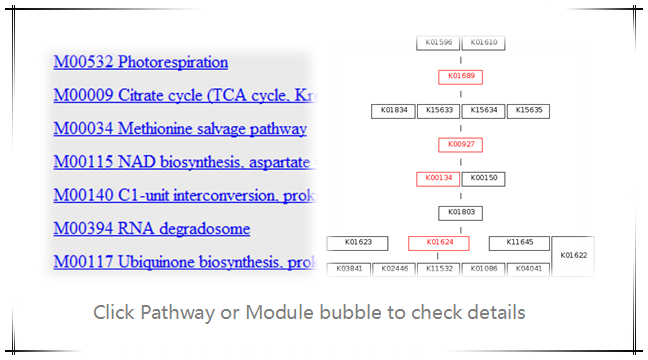 M00532 Photorespiration
M00009 Citrate cycle (TCA cycle, Kre
M00034 Methionine salvage pathway
M00115 NAD biosynthesis, aspartate
M00140 C1-unit interconversion, prok
M00394 RNA degradosome
M00117 Ubiquinone biosynthesis, prok
K01596 K01610
K01689
K01834 K15633 K15634 K15635
K00927
K00134 K00150
K01803
K01623 K01624 K11645
K01622
K03841 K02446 K11532 K01086 K04041
Click Pathway or Module bubble to check details